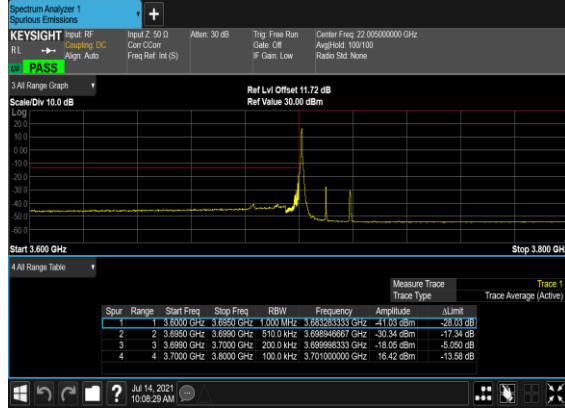 Spectrum Analyzer 1
Spurious Emissions
KEYSIGHT Input: RF Input Z: 50 Ω Atten: 30 dB Trig: Free Run Center Freq: 22.005000000 GHz
RL Coupling: DC Corr CCorr Gate: Off Avg|Hold: 100/100
Align: Auto Freq Ref: Int (S) IF Gain: Low Radio Std: None
PASS
3 All Range Graph
Ref Lvl Offset 11.72 dB
Scale/Div 10.0 dB Ref Value 30.00 dBm
Log
20.0
10.0
0.00
-10.0
-20.0
-30.0
-40.0
-50.0
-60.0
Start 3.600 GHz Stop 3.800 GH
4 All Range Table
Measure Trace Trace 1
Trace Type Trace Average (Active)
Spur Range Start Freq Stop Freq RBW Frequency Amplitude ΔLimit
1 1 3.6000 GHz 3.6950 GHz 1.000 MHz 3.683283333 GHz -41.03 dBm -28.03 dB
2 2 3.6950 GHz 3.6990 GHz 510.0 kHz 3.698946667 GHz -30.34 dBm -17.34 dB
3 3 3.6990 GHz 3.7000 GHz 200.0 kHz 3.699998333 GHz -18.05 dBm -5.050 dB
4 4 3.7000 GHz 3.8000 GHz 100.0 kHz 3.701000000 GHz 16.42 dBm -13.58 dB
? Jul 14, 2021
10:08:29 AM